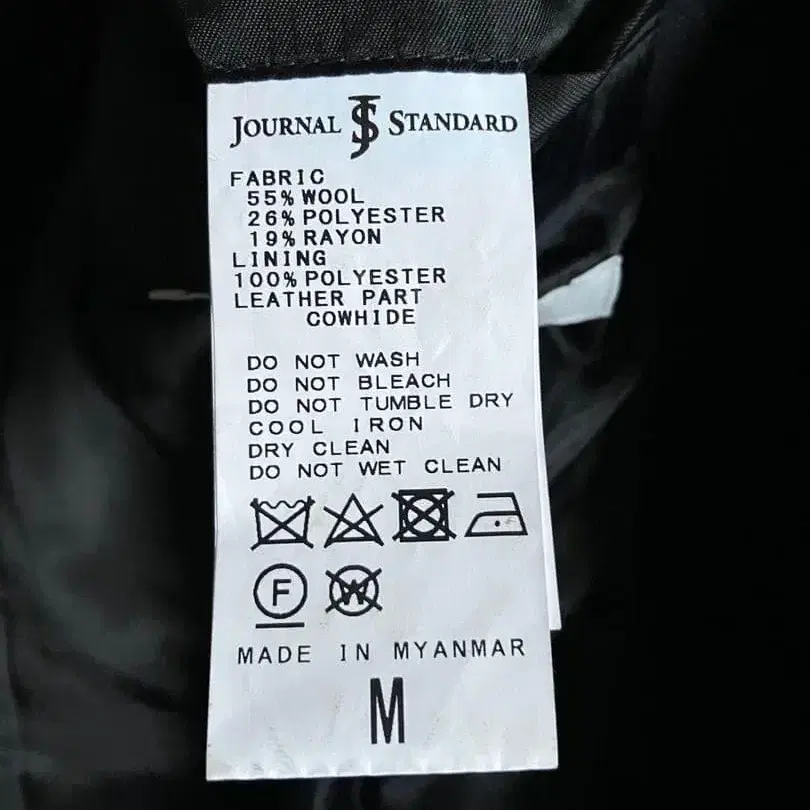 JOURNAL JS STANDARD
FABRIC
55% WOOL
26% POLYESTER
19% RAYON
LINING
100% POLYESTER
LEATHER PART
COWHIDE
DO NOT WASH
DO NOT BLEACH
DO NOT TUMBLE DRY
COOL IRON
DRY CLEAN
DO NOT WET CLEAN
F W
MADE IN MYANMAR
M